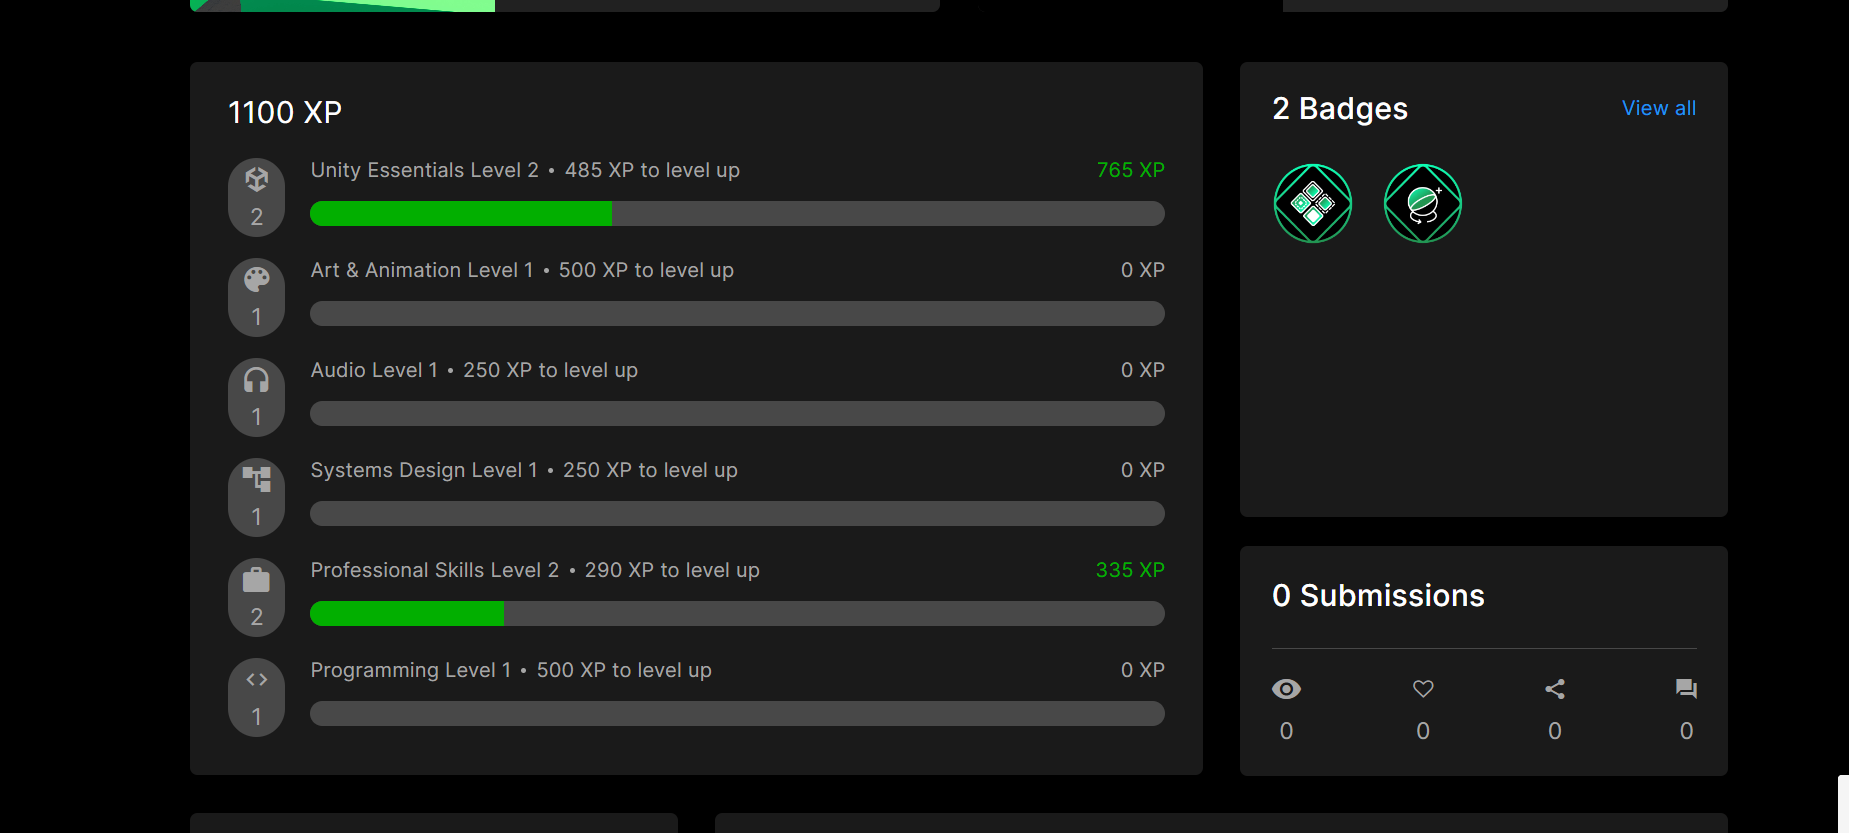 1100 XP
2
Unity Essentials Level 2 • 485 XP to level up
765 XP
1
Art & Animation Level 1 • 500 XP to level up
0 XP
1
Audio Level 1 • 250 XP to level up
0 XP
1
Systems Design Level 1 • 250 XP to level up
0 XP
2
Professional Skills Level 2 • 290 XP to level up
335 XP
1
Programming Level 1 • 500 XP to level up
0 XP
2 Badges
View all
0 Submissions
0
0
0
0